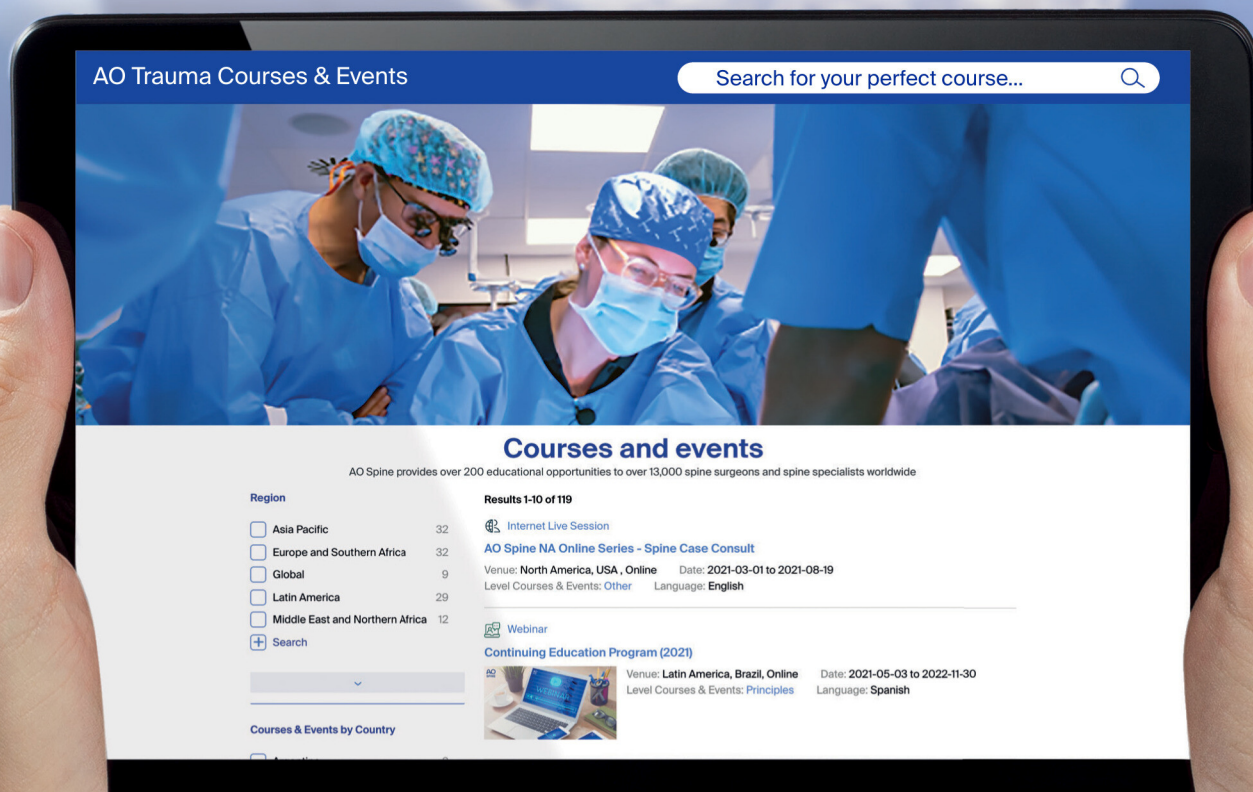 AO Trauma Courses & Events
Search for your perfect course...
Courses and events
AO Spine provides over 200 educational opportunities to over 13,000 spine surgeons and spine specialists worldwide
Region
Asia Pacific 32
Europe and Southern Africa 32
Global 9
Latin America 29
Middle East and Northern Africa 12
Search
Courses & Events by Country
Results 1-10 of 119
Internet Live Session
AO Spine NA Online Series - Spine Case Consult
Venue: North America, USA , Online Date: 2021-03-01 to 2021-08-19
Level Courses & Events: Other Language: English
Webinar
Continuing Education Program (2021)
AO
WEBINAR
Venue: Latin America, Brazil, Online Date: 2021-05-03 to 2022-11-30
Level Courses & Events: Principles Language: Spanish